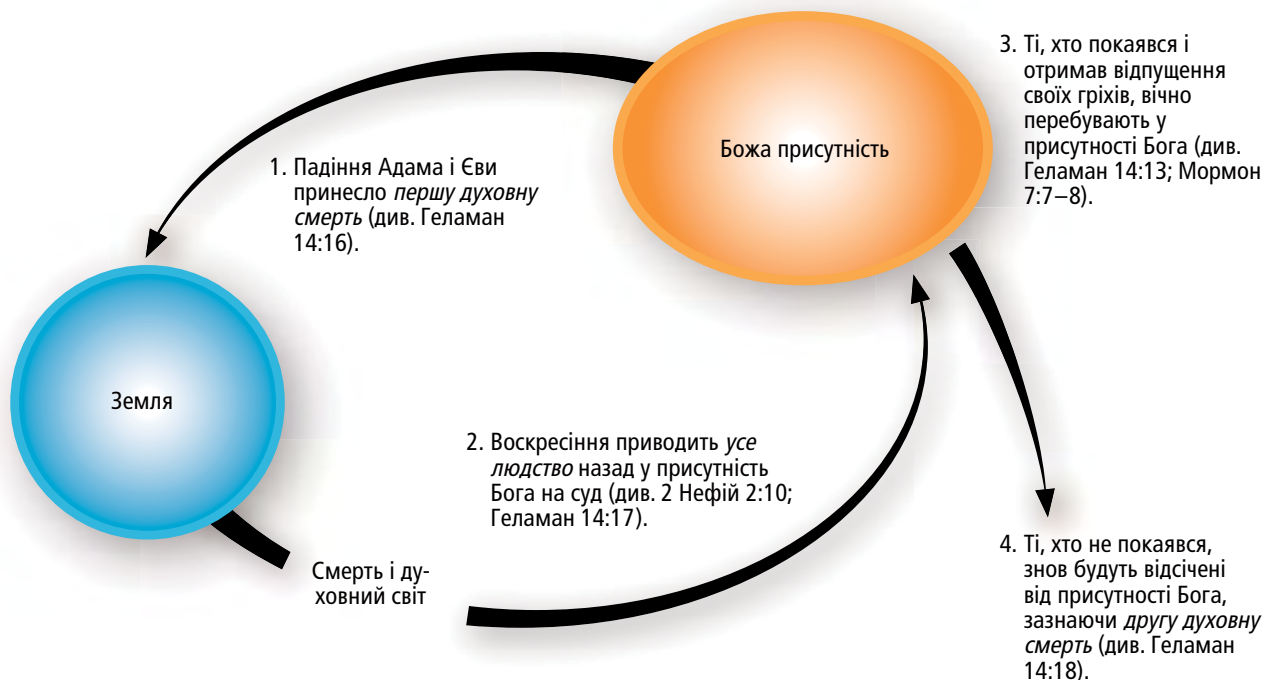 Божа присутність
1. Падіння Адама і Єви
принесло першу духовну
смерть (див. Геламан
14:16).
Земля
Смерть і ду-
ховний світ
2. Воскресіння приводить усе
людство назад у присутність
Бога на суд (див. 2 Нефій 2:10;
Геламан 14:17).
3. Ті, хто покаявся і
отримав відпущення
своїх гріхів, вічно
перебувають у
присутності Бога (див.
Геламан 14:13; Мормон
7:7–8).
4. Ті, хто не покаявся,
знов будуть відсічені
від присутності Бога,
зазнаючи другу духовну
смерть (див. Геламан
14:18).